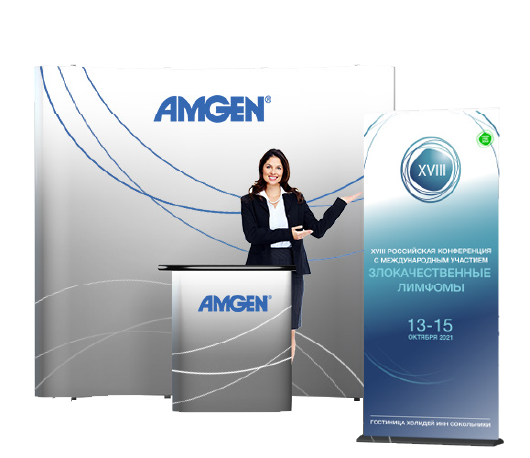 AMGEN®
AMGEN®
XVIII
XVIII РОССИЙСКАЯ КОНФЕРЕНЦИЯ
С МЕЖДУНАРОДНЫМ УЧАСТИЕМ
ЗЛОКАЧЕСТВЕННЫЕ
ЛИМФОМЫ
13-15
ОКТЯБРЯ 2021
ГОСТИНИЦА ХОЛИДЕЙ ИНН СОКОЛЬНИКИ